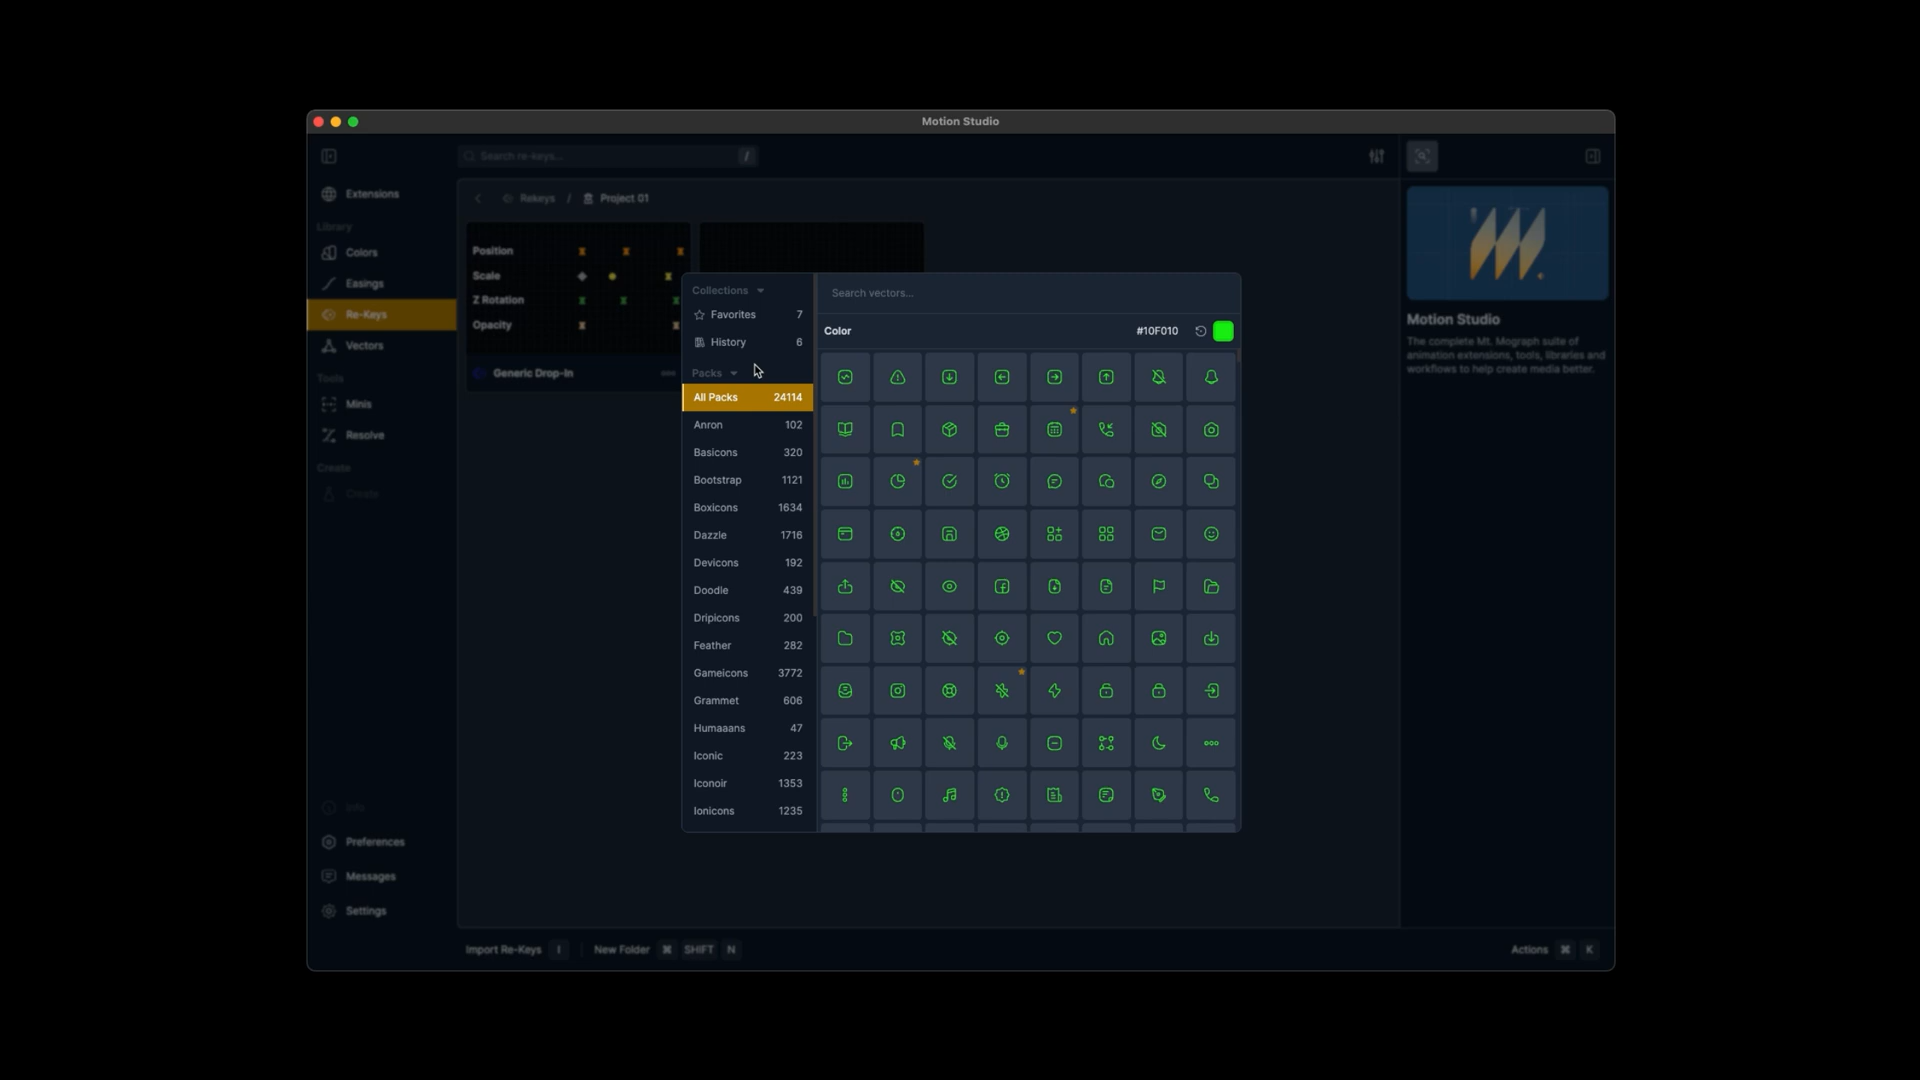 Motion Studio
Search re-keys...
/
Extensions
Library
Colors
Easings
Re-Keys
Vectors
Tools
Minis
Resolve
Create
Create
Info
Preferences
Messages
Settings
Rekeys / Project 01
Position
Scale
Z Rotation
Opacity
Generic Drop-In
Collections
Favorites 7
History 6
Packs
All Packs 24114
Anron 102
Basicons 320
Bootstrap 1121
Boxicons 1634
Dazzle 1716
Devicons 192
Doodle 439
Dripicons 200
Feather 282
Gameicons 3772
Grammet 606
Humaaans 47
Iconic 223
Iconoir 1353
Ionicons 1235
Search vectors...
Color #10F010
Motion Studio
The complete Mt. Mograph suite of
animation extensions, tools, libraries and
workflows to help create media better.
Import Re-Keys I New Folder ⌘ SHIFT N
Actions ⌘ K